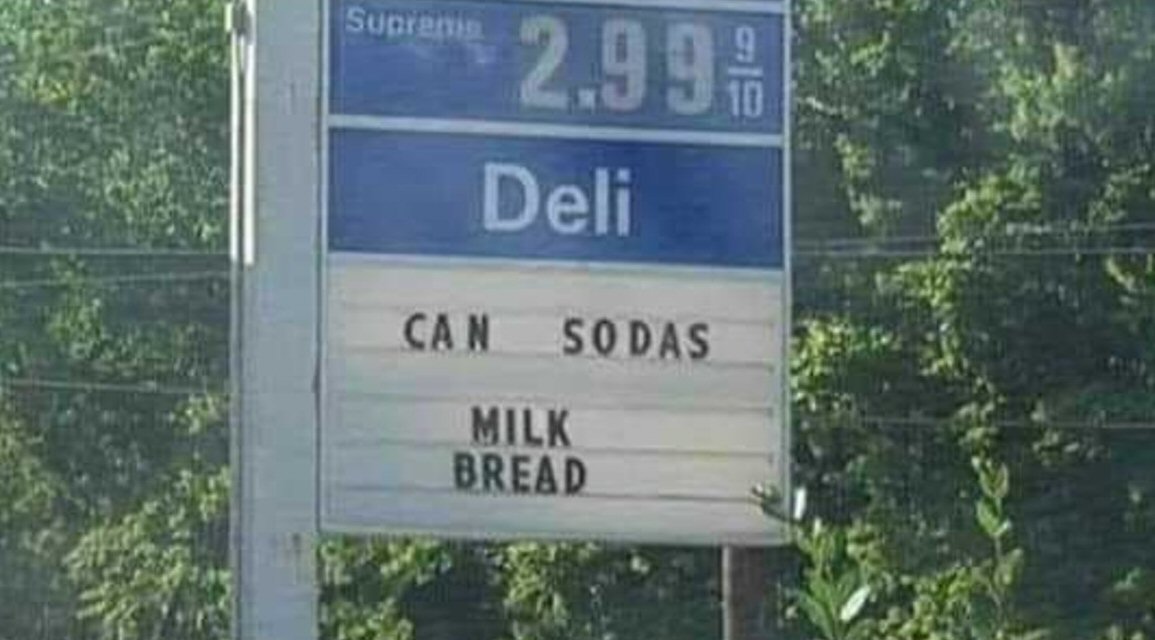 Supreme 2.99 9/10
Deli
CAN SODAS
MILK
BREAD